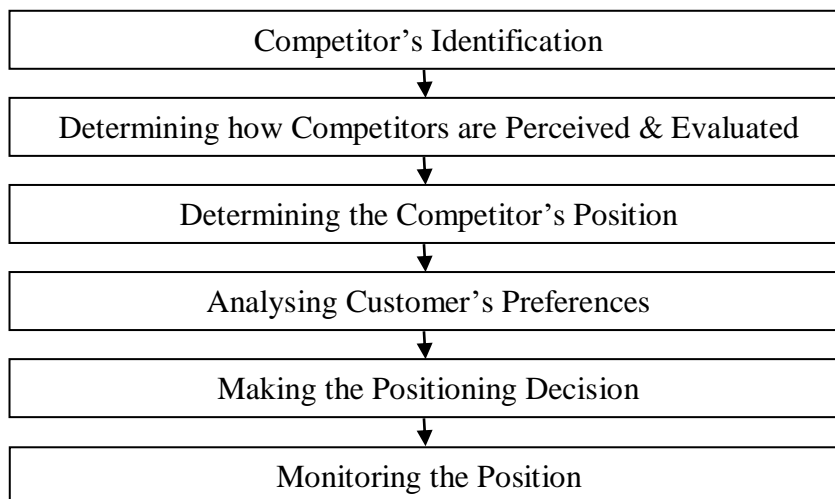 Competitor’s Identification
Determining how Competitors are Perceived & Evaluated
Determining the Competitor’s Position
Analysing Customer’s Preferences
Making the Positioning Decision
Monitoring the Position